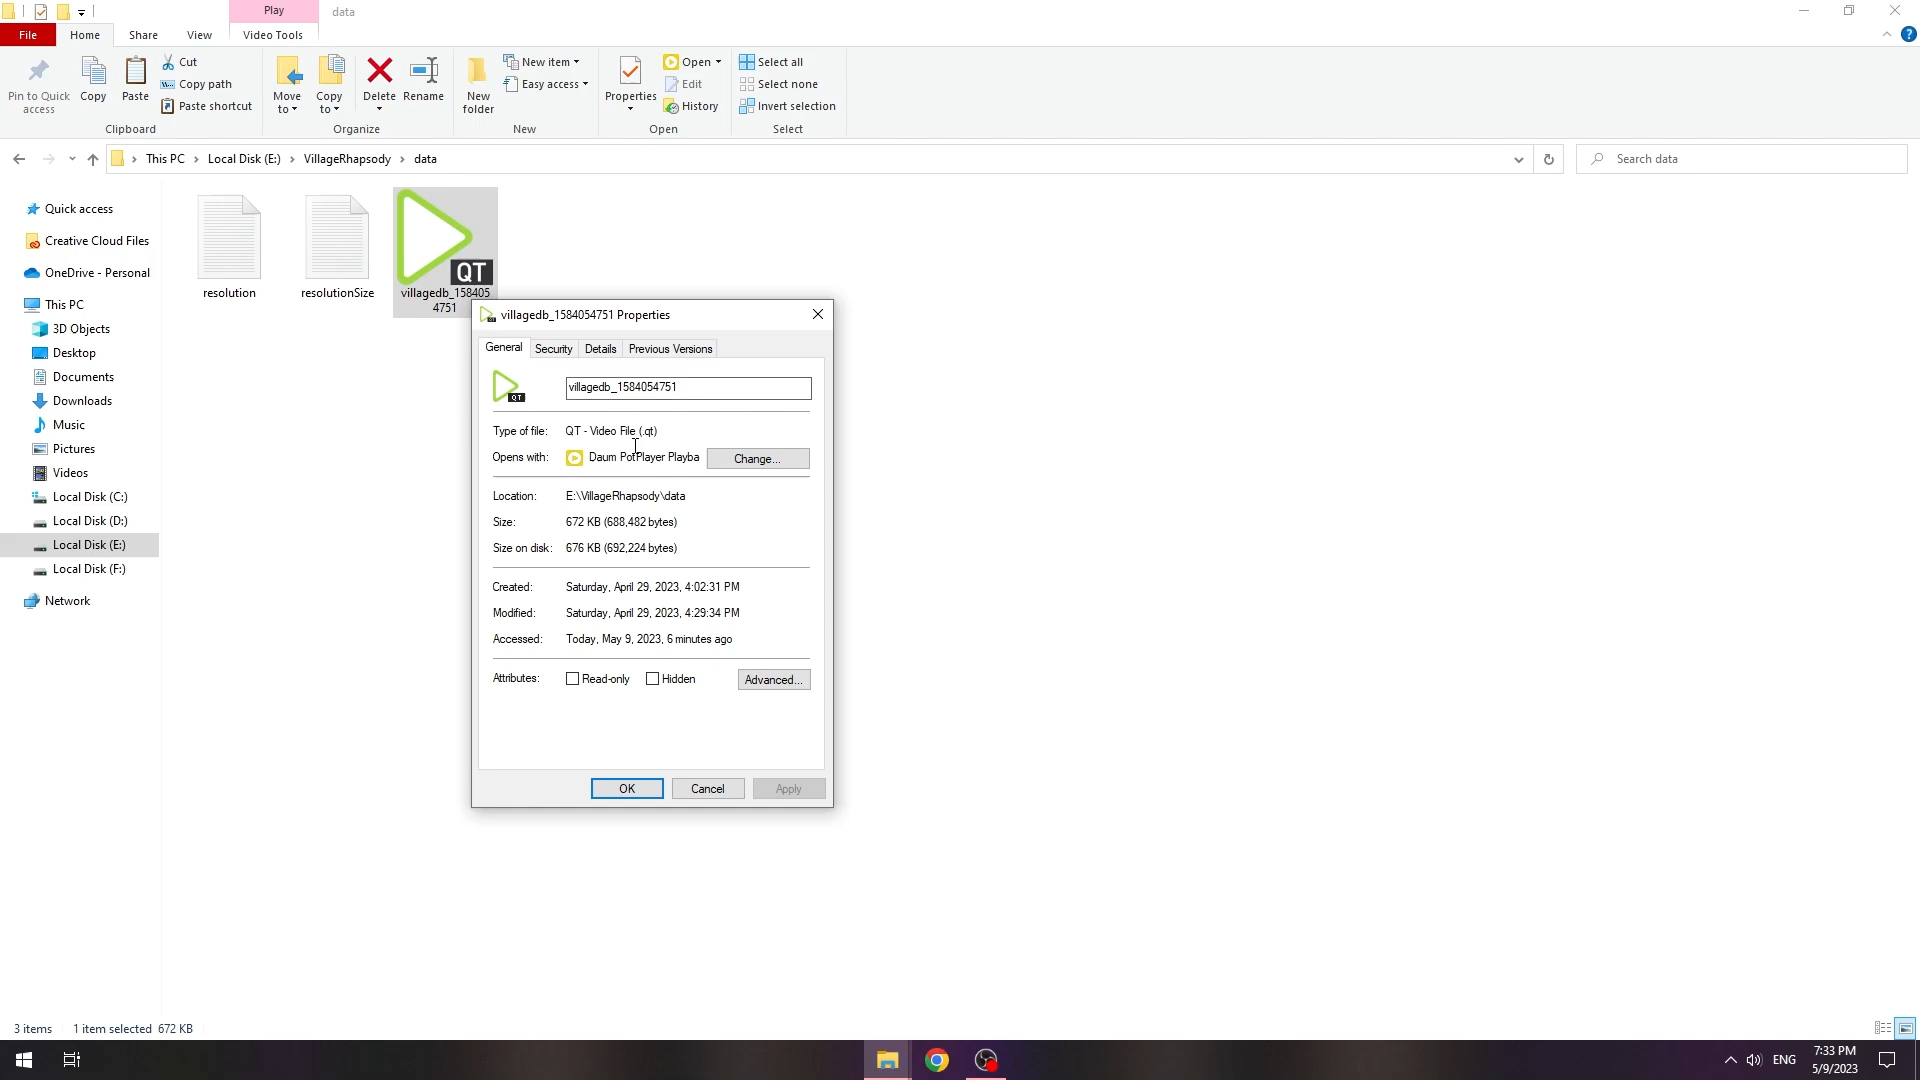 Play
data
File
Home
Share
View
Video Tools
Pin to Quick
access
Copy
Paste
Cut
Copy path
Paste shortcut
Clipboard
Move
to
Copy
to
Delete
Rename
Organize
New
folder
New item
Easy access
New
Properties
Open
Edit
History
Open
Select all
Select none
Invert selection
Select
This PC
Local Disk (E:)
VillageRhapsody
data
Search data
Quick access
Creative Cloud Files
OneDrive - Personal
This PC
3D Objects
Desktop
Documents
Downloads
Music
Pictures
Videos
Local Disk (C:)
Local Disk (D:)
Local Disk (E:)
Local Disk (F:)
Network
resolution
resolutionSize
QT
villagedb_158405
4751
villagedb_1584054751 Properties
General
Security
Details
Previous Versions
QT
villagedb_1584054751
Type of file: QT - Video File (.qt)
Opens with: Daum PotPlayer Playba
Change...
Location: E:\VillageRhapsody\data
Size: 672 KB (688,482 bytes)
Size on disk: 676 KB (692,224 bytes)
Created: Saturday, April 29, 2023, 4:02:31 PM
Modified: Saturday, April 29, 2023, 4:29:34 PM
Accessed: Today, May 9, 2023, 6 minutes ago
Attributes: Read-only Hidden
Advanced...
OK
Cancel
Apply
3 items 1 item selected 672 KB
ENG
7:33 PM
5/9/2023